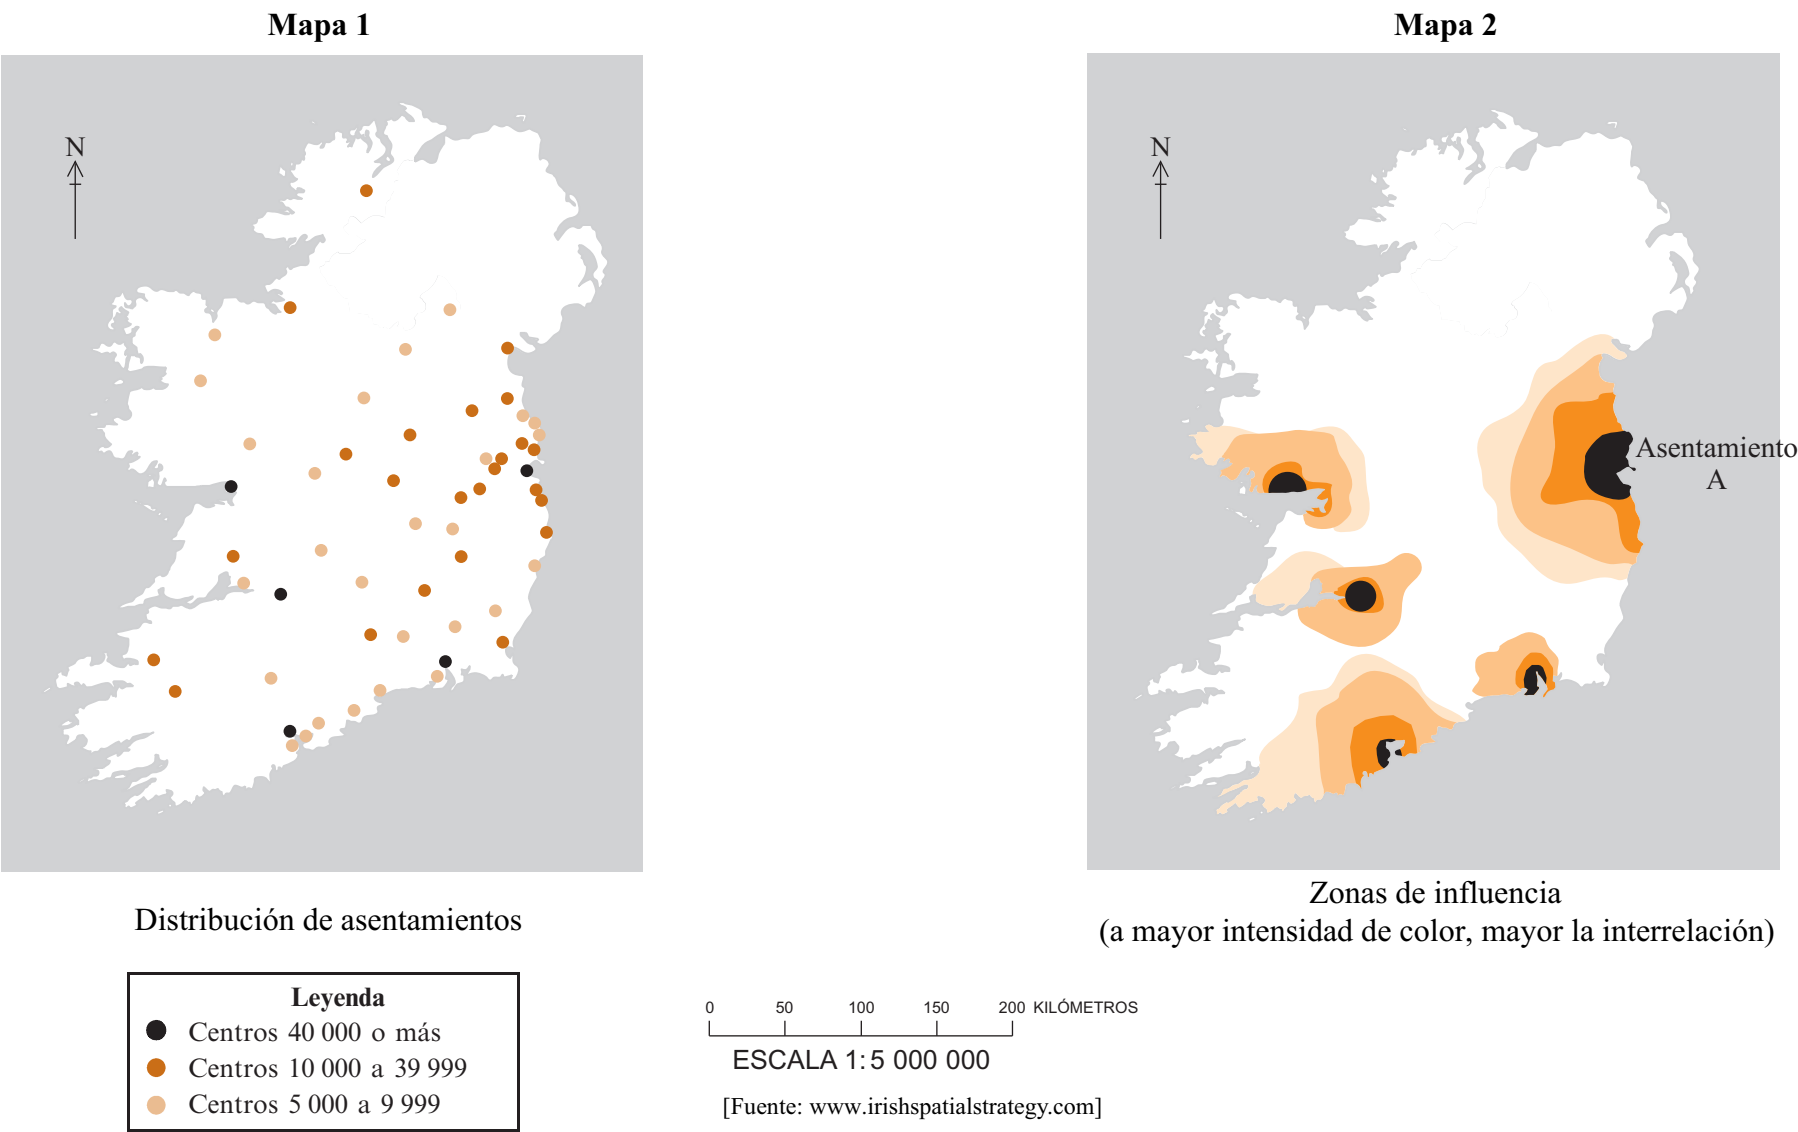 Mapa 1
N
Distribución de asentamientos
Leyenda
Centros 40 000 o más
Centros 10 000 a 39 999
Centros 5 000 a 9 999
Mapa 2
N
Asentamiento
A
Zonas de influencia
(a mayor intensidad de color, mayor la interrelación)
0 50 100 150 200 KILÓMETROS
ESCALA 1: 5 000 000
[Fuente: www.irishspatialstrategy.com]